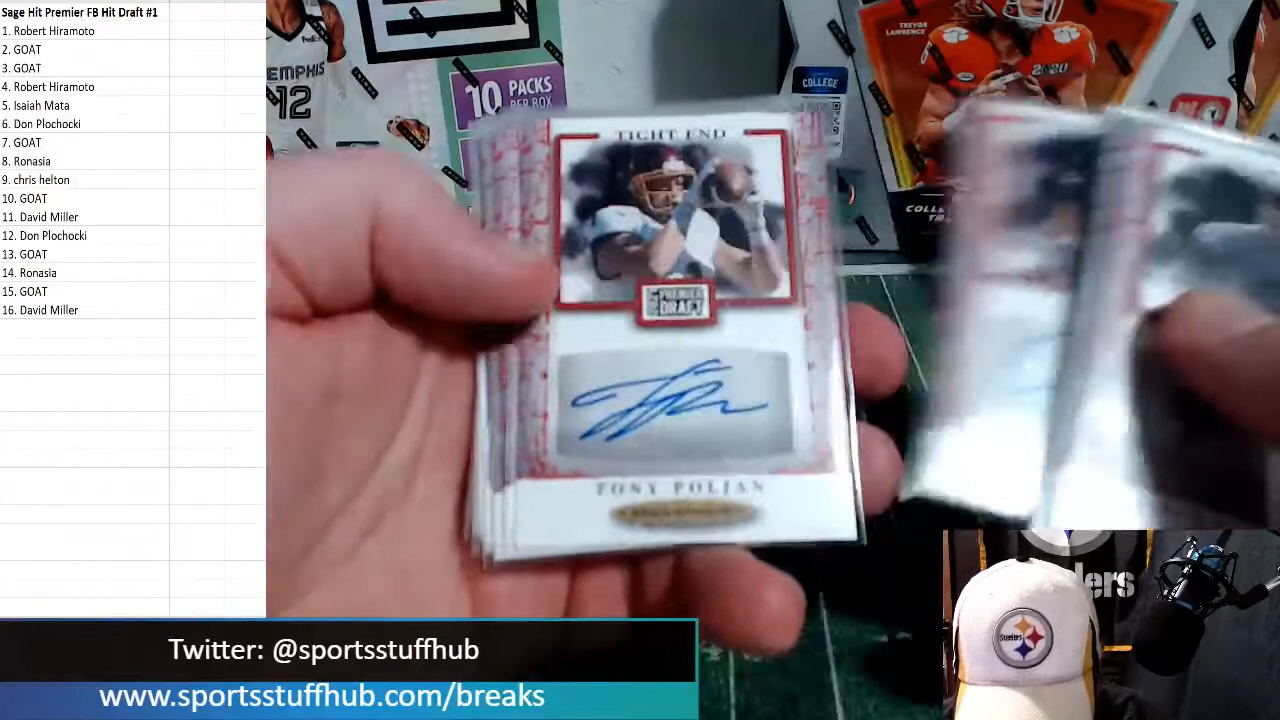 Sage Hit Premier FB Hit Draft #1
1. Robert Hiramoto
2. GOAT
3. GOAT
4. Robert Hiramoto
5. Isaiah Mata
6. Don Plochocki
7. GOAT
8. Ronasia
9. chris helton
10. GOAT
11. David Miller
12. Don Plochocki
13. GOAT
14. Ronasia
15. GOAT
16. David Miller
MEMPHIS
12
10 PACKS
PER BOX
COLLEGE
TREVOR
LAWRENCE
2020
TIGHT END
PREMIER
DRAFT
TONY POLJAN
Steelers
Twitter: @sportsstuffhub
www.sportsstuffhub.com/breaks